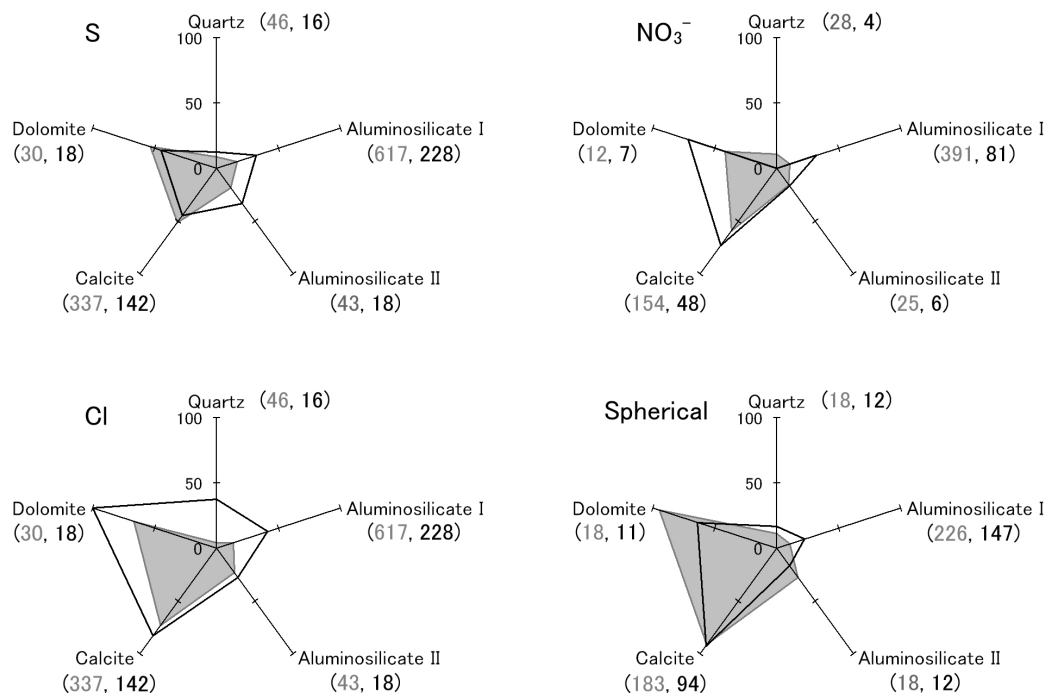 S
Quartz (46, 16)
100
50
0
Dolomite
(30, 18)
Aluminosilicate I
(617, 228)
Calcite
(337, 142)
Aluminosilicate II
(43, 18)
NO₃⁻
Quartz (28, 4)
100
50
0
Dolomite
(12, 7)
Aluminosilicate I
(391, 81)
Calcite
(154, 48)
Aluminosilicate II
(25, 6)
Cl
Quartz (46, 16)
100
50
0
Dolomite
(30, 18)
Aluminosilicate I
(617, 228)
Calcite
(337, 142)
Aluminosilicate II
(43, 18)
Spherical
Quartz (18, 12)
100
50
0
Dolomite
(18, 11)
Aluminosilicate I
(226, 147)
Calcite
(183, 94)
Aluminosilicate II
(18, 12)